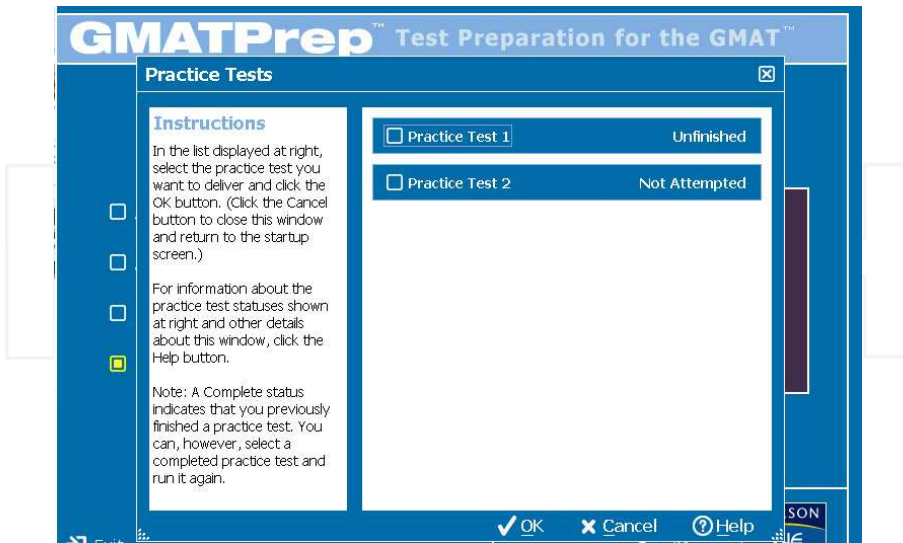 GMATPrep™ Test Preparation for the GMAT™
Practice Tests
Instructions
In the list displayed at right,
select the practice test you
want to deliver and click the
OK button. (Click the Cancel
button to close this window
and return to the startup
screen.)
For information about the
practice test statuses shown
at right and other details
about this window, click the
Help button.
Note: A Complete status
indicates that you previously
finished a practice test. You
can, however, select a
completed practice test and
run it again.
Practice Test 1 Unfinished
Practice Test 2 Not Attempted
OK Cancel Help
SON
Exit